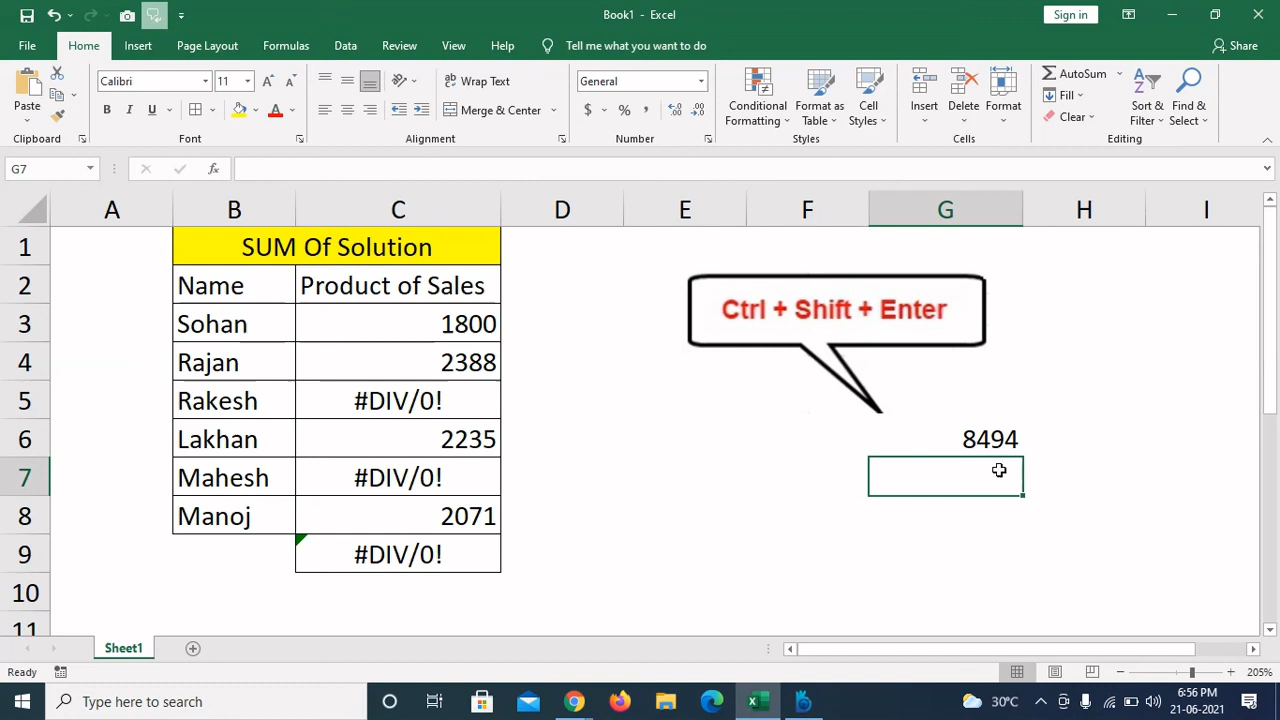 Book1 - Excel
Sign in
File Home Insert Page Layout Formulas Data Review View Help Tell me what you want to do Share
Paste
Clipboard
Calibri 11
B I U
A A
Font
Wrap Text
Merge & Center
Alignment
General
$ % ,
Number
Conditional Formatting
Format as Table
Cell Styles
Styles
Insert Delete Format
Cells
AutoSum
Fill
Clear
Sort & Filter
Find & Select
Editing
G7
fx
A B C D E F G H I
1 SUM Of Solution
2 Name Product of Sales
3 Sohan 1800
Ctrl + Shift + Enter
4 Rajan 2388
5 Rakesh #DIV/0!
6 Lakhan 2235 8494
7 Mahesh #DIV/0!
8 Manoj 2071
9 #DIV/0!
10
11
Sheet1
Ready
205%
Type here to search
30°C
6:56 PM
21-06-2021